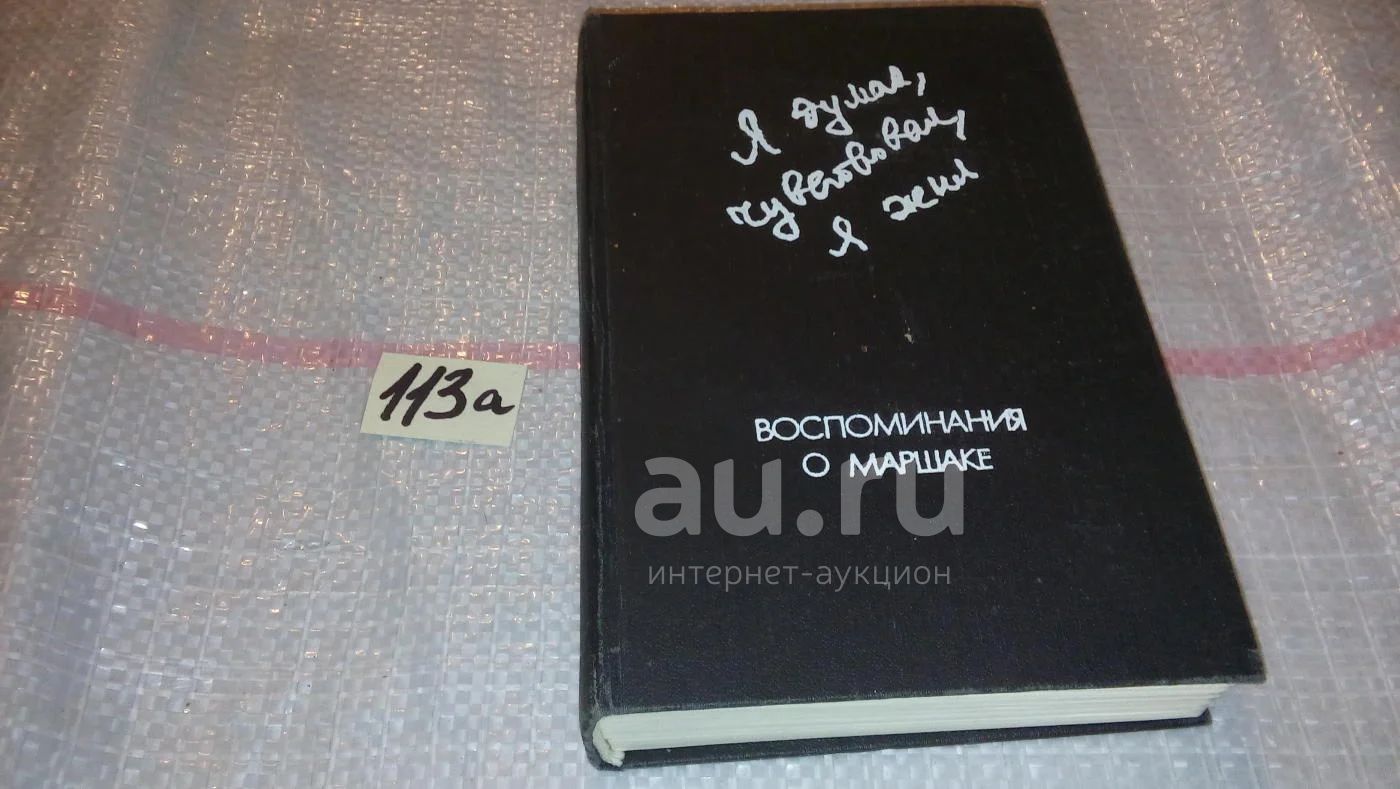 Я думал,
чувствовал,
я жил
ВОСПОМИНАНИЯ
О МАРШАКЕ
113а
au.ru
интернет-аукцион